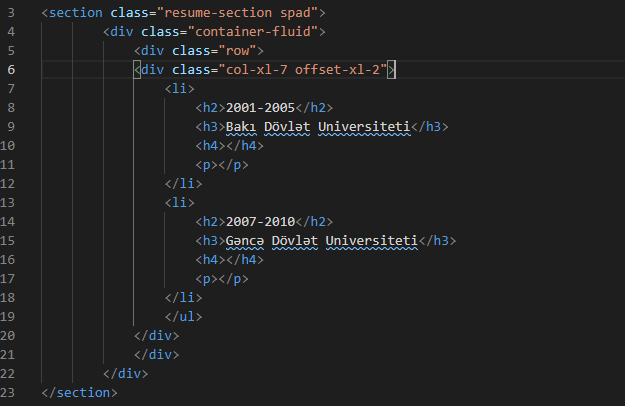 3 <section class="resume-section spad">
4 <div class="container-fluid">
5 <div class="row">
6 <div class="col-xl-7 offset-xl-2">
7 <li>
8 <h2>2001-2005</h2>
9 <h3>Bakı Dövlət Universiteti</h3>
10 <h4></h4>
11 <p></p>
12 </li>
13 <li>
14 <h2>2007-2010</h2>
15 <h3>Gəncə Dövlət Universiteti</h3>
16 <h4></h4>
17 <p></p>
18 </li>
19 </ul>
20 </div>
21 </div>
22 </div>
23 </section>